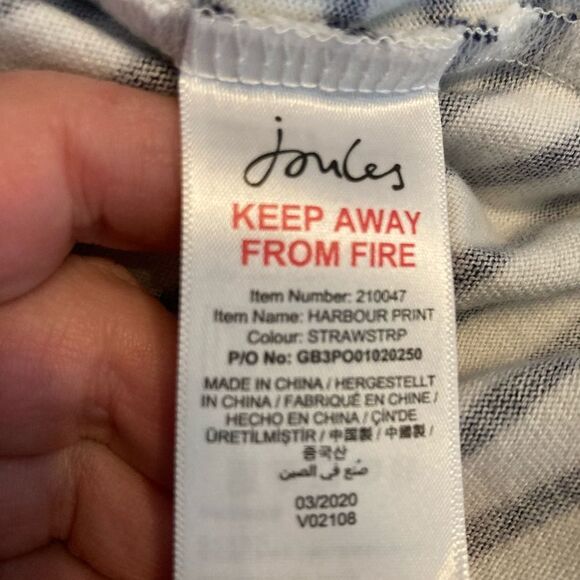 joules
KEEP AWAY
FROM FIRE
Item Number: 210047
Item Name: HARBOUR PRINT
Colour: STRAWSTRP
P/O No: GB3PO01020250
MADE IN CHINA / HERGESTELLT
IN CHINA / FABRIQUÉ EN CHINE /
HECHO EN CHINA / ÇİN'DE
ÜRETİLMİŞTİR / 中国製 / 中國製 /
중국산
صُنع في الصين
03/2020
V02108